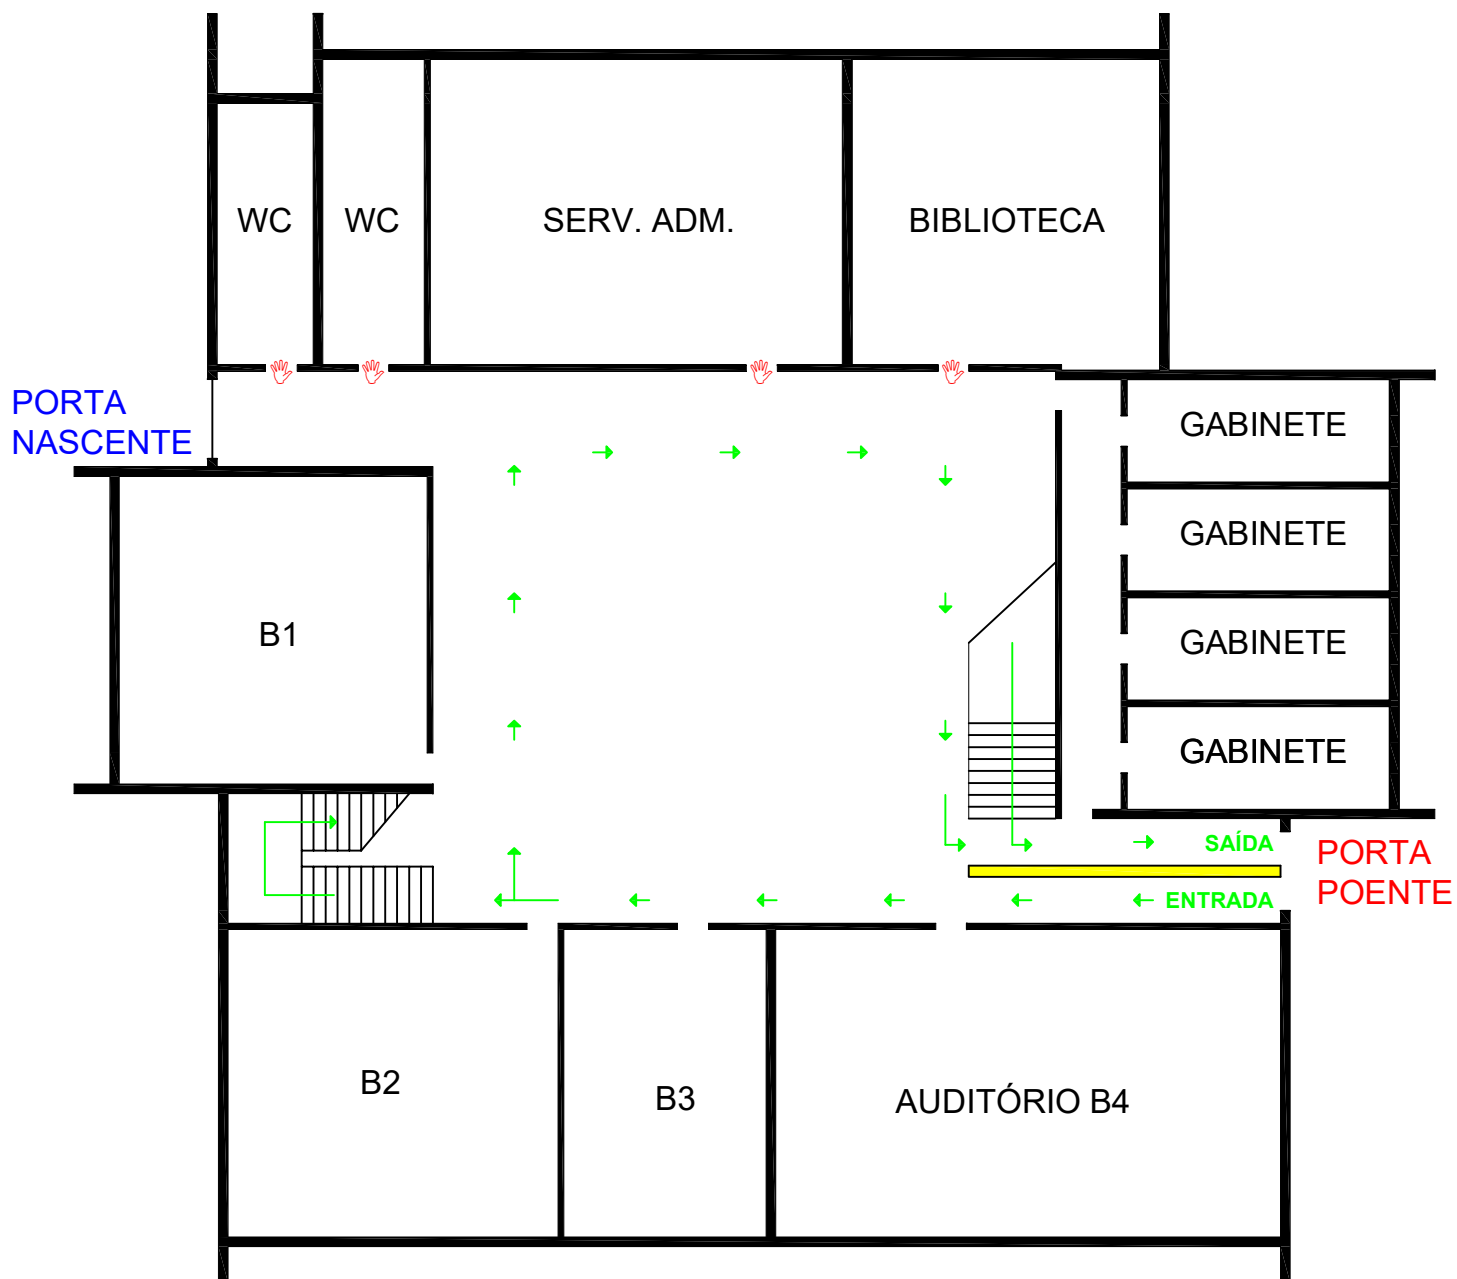 WC
WC
SERV. ADM.
BIBLIOTECA
PORTA
NASCENTE
GABINETE
GABINETE
B1
GABINETE
GABINETE
SAÍDA
PORTA
POENTE
ENTRADA
B2
B3
AUDITÓRIO B4